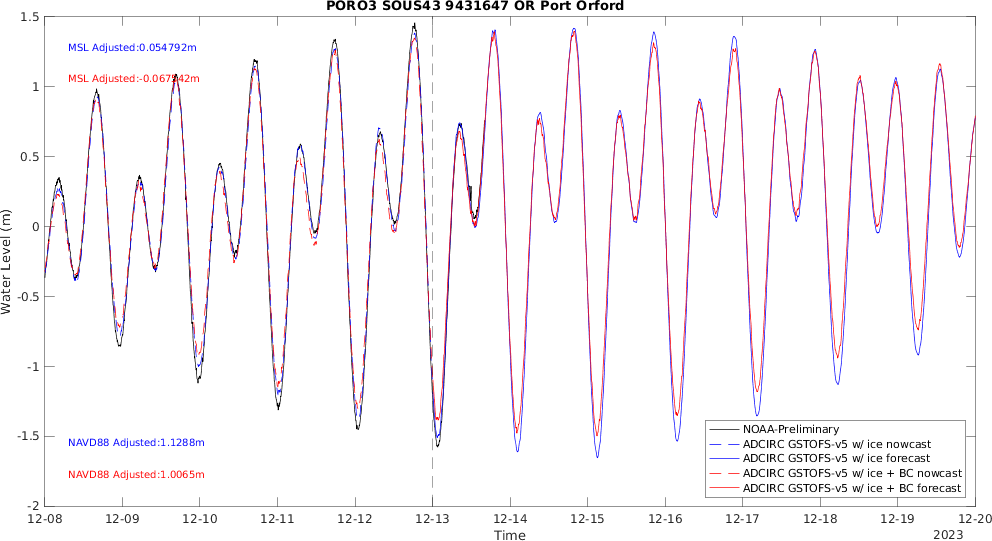 PORO3 SOUS43 9431647 OR Port Orford
MSL Adjusted:0.054792m
MSL Adjusted:-0.067942m
NAVD88 Adjusted:1.1288m
NAVD88 Adjusted:1.0065m
Water Level (m)
1.5
1
0.5
0
-0.5
-1
-1.5
-2
NOAA-Preliminary
ADCIRC GSTOFS-v5 w/ ice nowcast
ADCIRC GSTOFS-v5 w/ ice forecast
ADCIRC GSTOFS-v5 w/ ice + BC nowcast
ADCIRC GSTOFS-v5 w/ ice + BC forecast
12-08 12-09 12-10 12-11 12-12 12-13 12-14 12-15 12-16 12-17 12-18 12-19 12-20
Time
2023